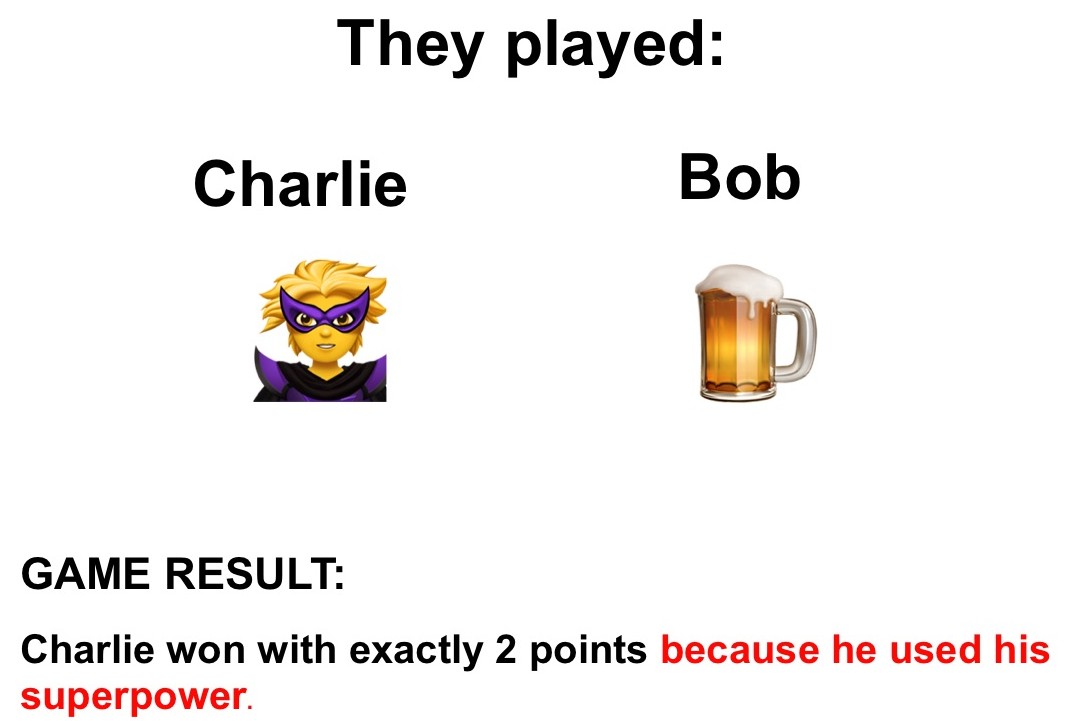 They played:
Charlie
Bob
GAME RESULT:
Charlie won with exactly 2 points because he used his
superpower.